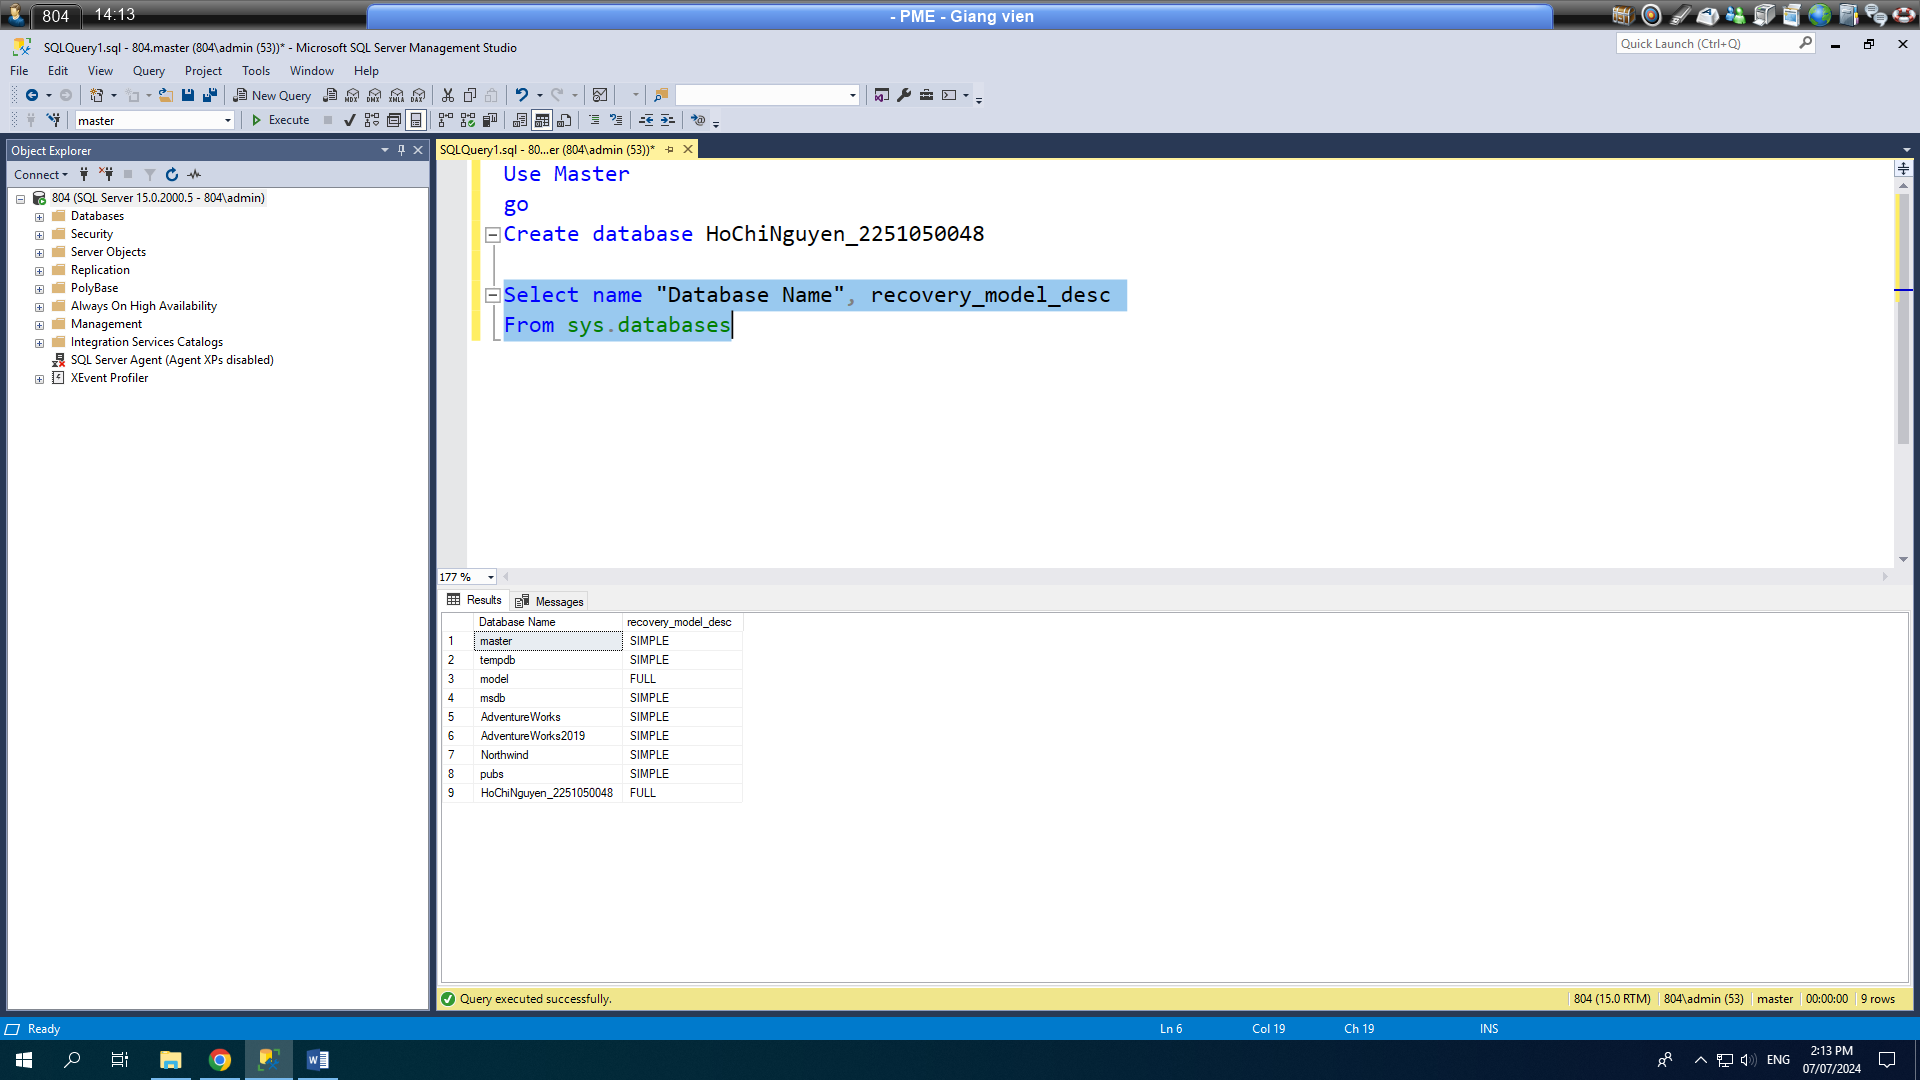 804
14:13
- PME - Giang vien
SQLQuery1.sql - 804.master (804\admin (53))* - Microsoft SQL Server Management Studio
Quick Launch (Ctrl+Q)
File Edit View Query Project Tools Window Help
New Query
MDX DMX XMLA DAX
master
Execute
Object Explorer
SQLQuery1.sql - 80...er (804\admin (53))*
Connect
804 (SQL Server 15.0.2000.5 - 804\admin)
Databases
Security
Server Objects
Replication
PolyBase
Always On High Availability
Management
Integration Services Catalogs
SQL Server Agent (Agent XPs disabled)
XEvent Profiler
Use Master
go
Create database HoChiNguyen_2251050048
Select name "Database Name", recovery_model_desc
From sys.databases
177 %
Results Messages
Database Name recovery_model_desc
1 master SIMPLE
2 tempdb SIMPLE
3 model FULL
4 msdb SIMPLE
5 AdventureWorks SIMPLE
6 AdventureWorks2019 SIMPLE
7 Northwind SIMPLE
8 pubs SIMPLE
9 HoChiNguyen_2251050048 FULL
Query executed successfully.
804 (15.0 RTM) 804\admin (53) master 00:00:00 9 rows
Ready
Ln 6 Col 19 Ch 19 INS
ENG
2:13 PM
07/07/2024